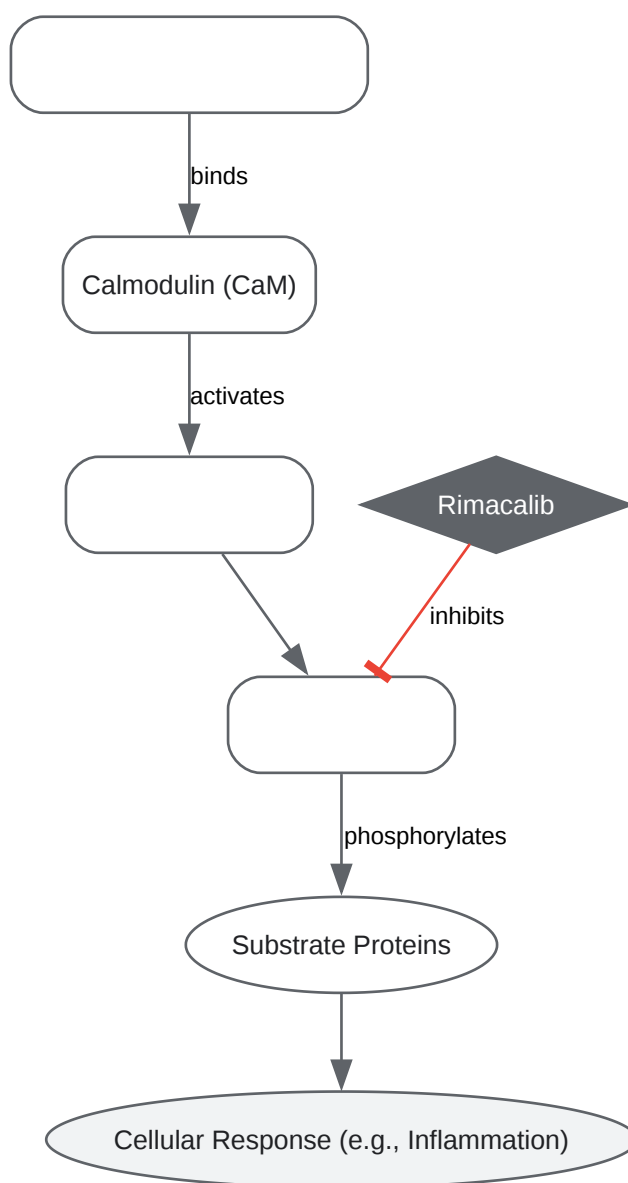 binds
Calmodulin (CaM)
activates
Rimacalib
inhibits
phosphorylates
Substrate Proteins
Cellular Response (e.g., Inflammation)